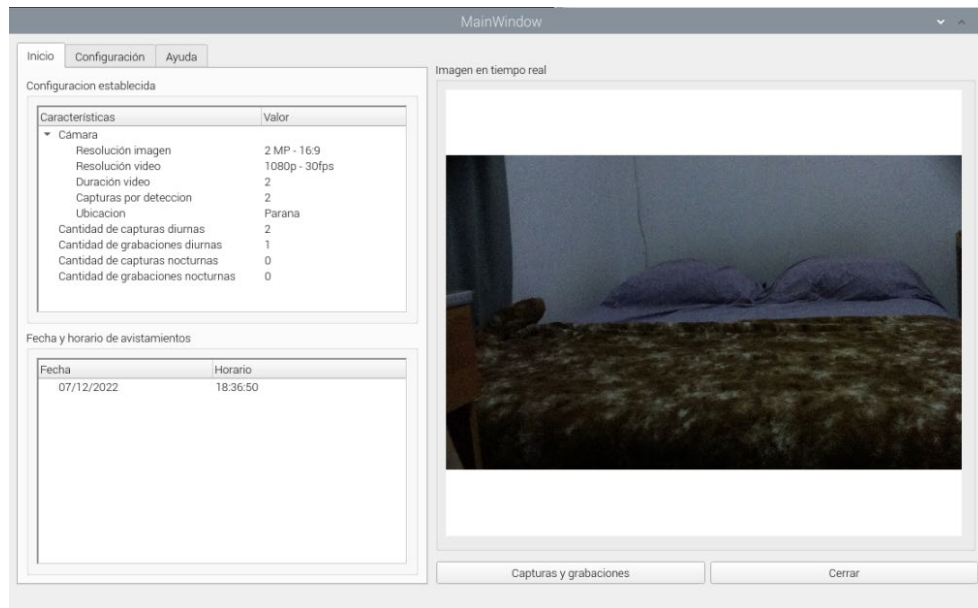 MainWindow
Inicio Configuración Ayuda
Configuracion establecida
Características Valor
Cámara
Resolución imagen 2 MP - 16:9
Resolución video 1080p - 30fps
Duración video 2
Capturas por deteccion 2
Ubicacion Parana
Cantidad de capturas diurnas 2
Cantidad de grabaciones diurnas 1
Cantidad de capturas nocturnas 0
Cantidad de grabaciones nocturnas 0
Fecha y horario de avistamientos
Fecha Horario
07/12/2022 18:36:50
Imagen en tiempo real
Capturas y grabaciones Cerrar